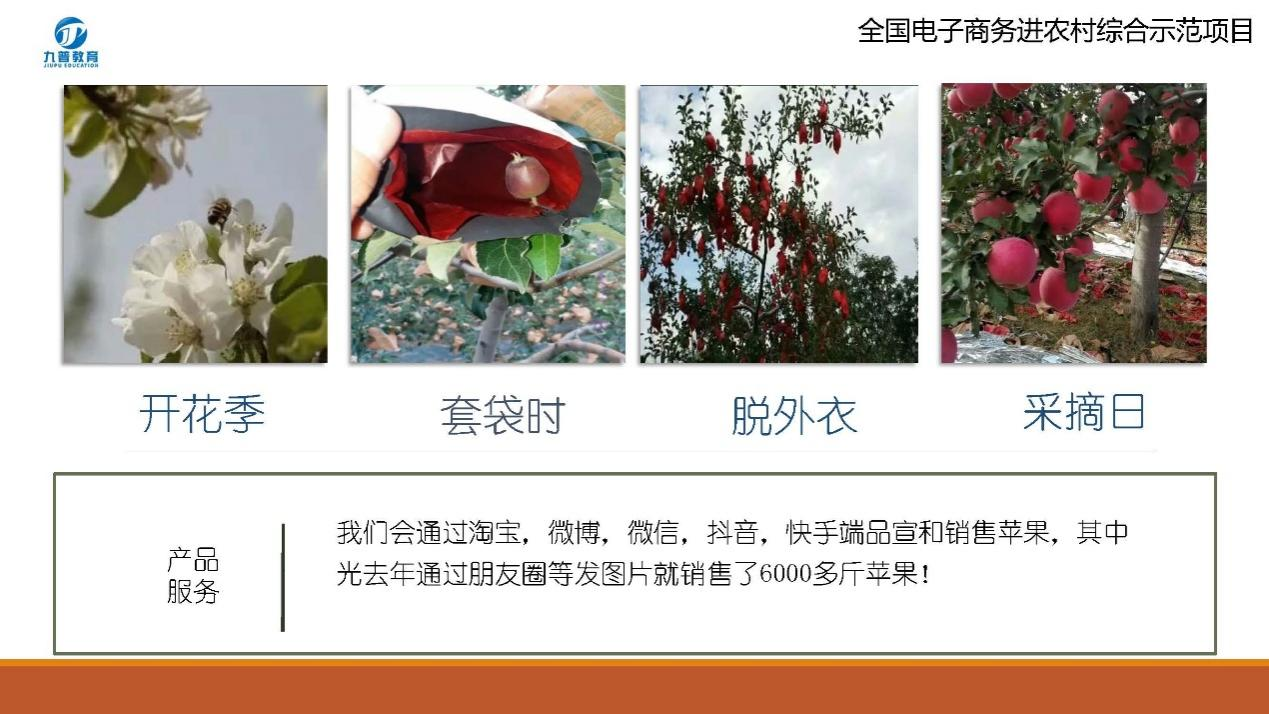 九普教育
JIUPU EDUCATION
全国电子商务进农村综合示范项目
开花季
套袋时
脱外衣
采摘日
产品
服务
我们会通过淘宝，微博，微信，抖音，快手端品宣和销售苹果，其中
光去年通过朋友圈等发图片就销售了6000多斤苹果！